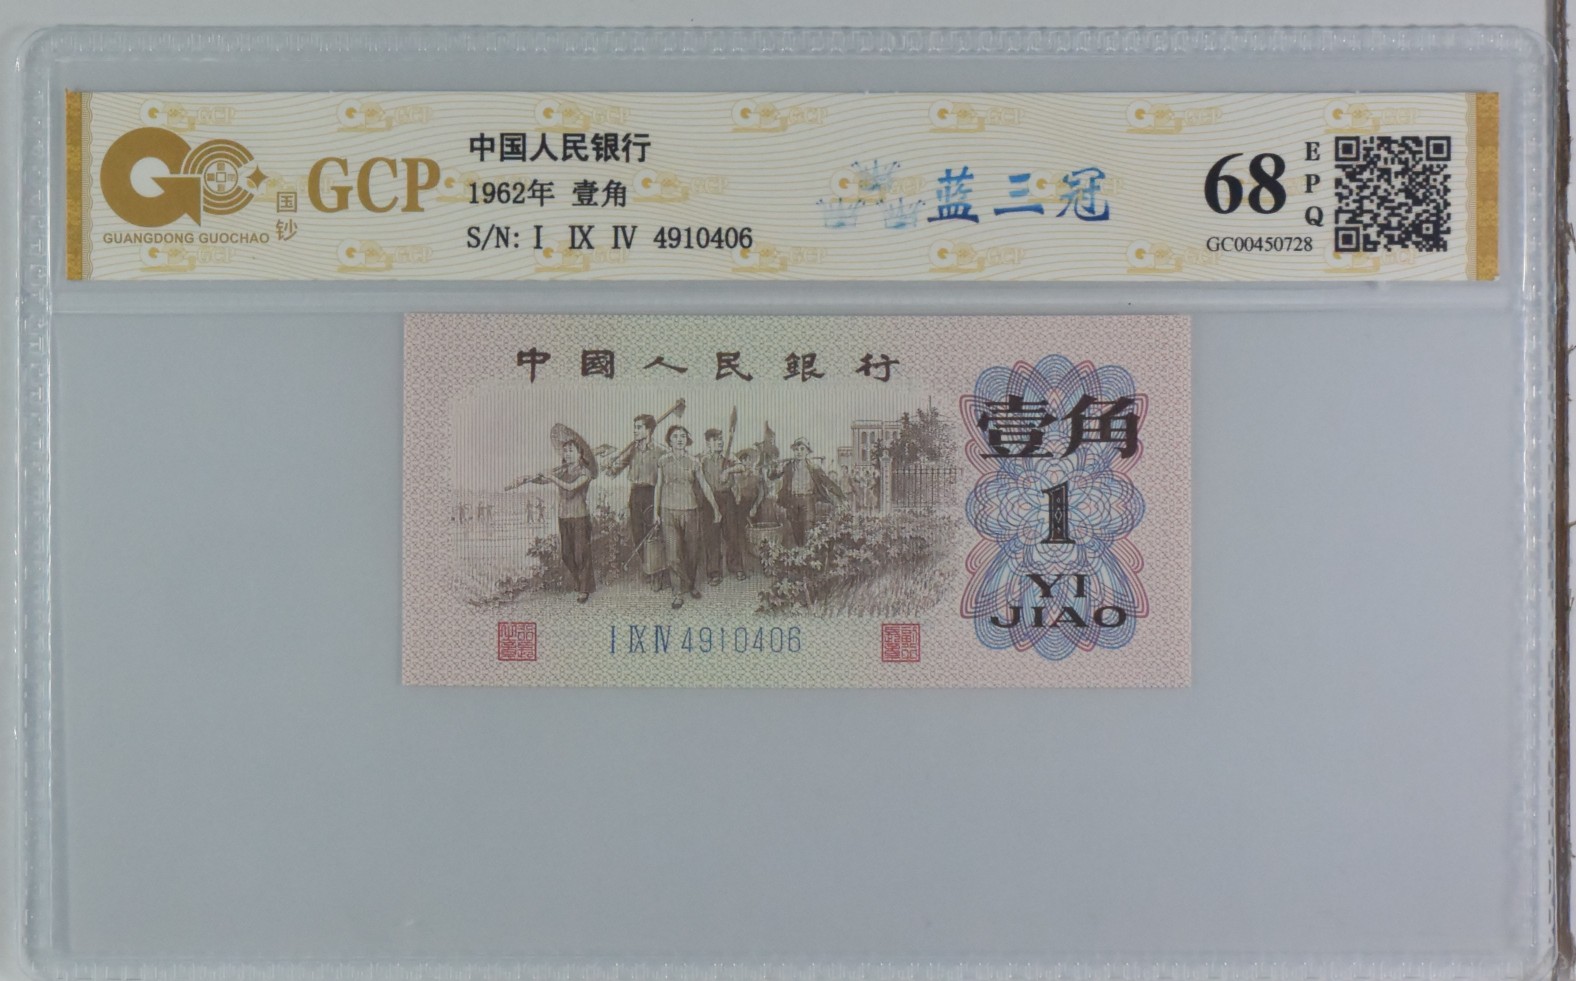 GC 国钞 GCP
GUANGDONG GUOCHAO
中国人民银行
1962年 壹角
S/N: I IX IV 4910406
蓝三冠
68
EPQ
GC00450728
中國人民銀行
壹角
1
YI
JIAO
I IX IV 4910406